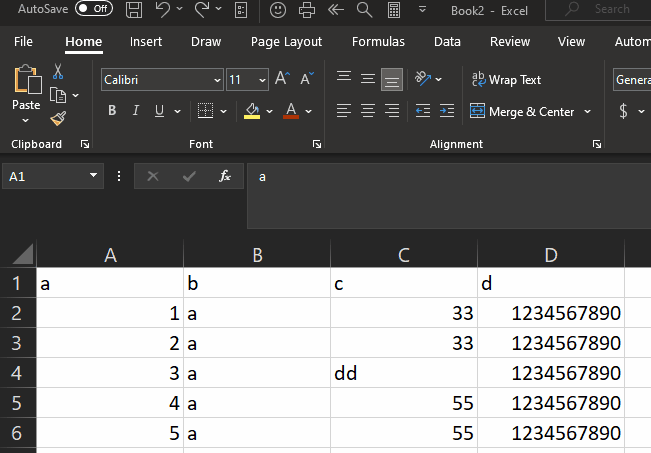 AutoSave Off Book2 - Excel Search
File Home Insert Draw Page Layout Formulas Data Review View Autom
Paste Calibri 11 A A ab Wrap Text Genera
B I U A Merge & Center $
Clipboard Font Alignment
A1 fx a
A B C D
1 a b c d
2 1 a 33 1234567890
3 2 a 33 1234567890
4 3 a dd 1234567890
5 4 a 55 1234567890
6 5 a 55 1234567890